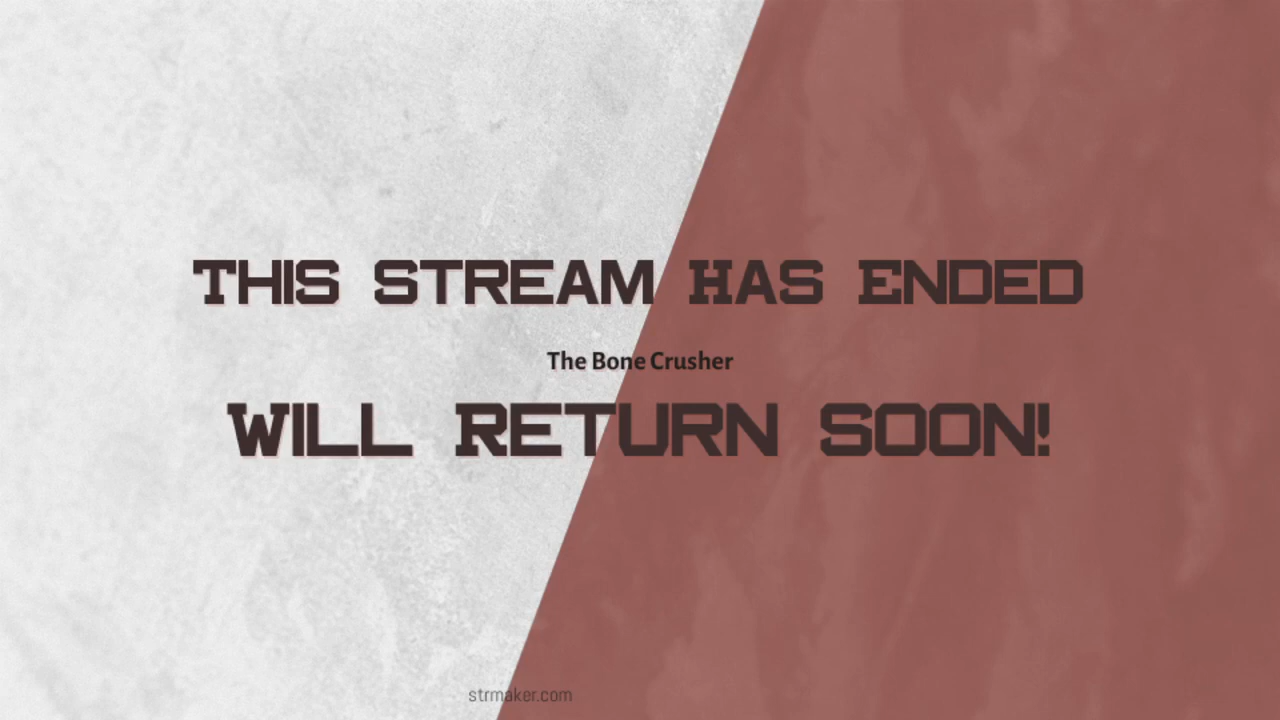 THIS STREAM HAS ENDED
The Bone Crusher
WILL RETURN SOON!
strmaker.com